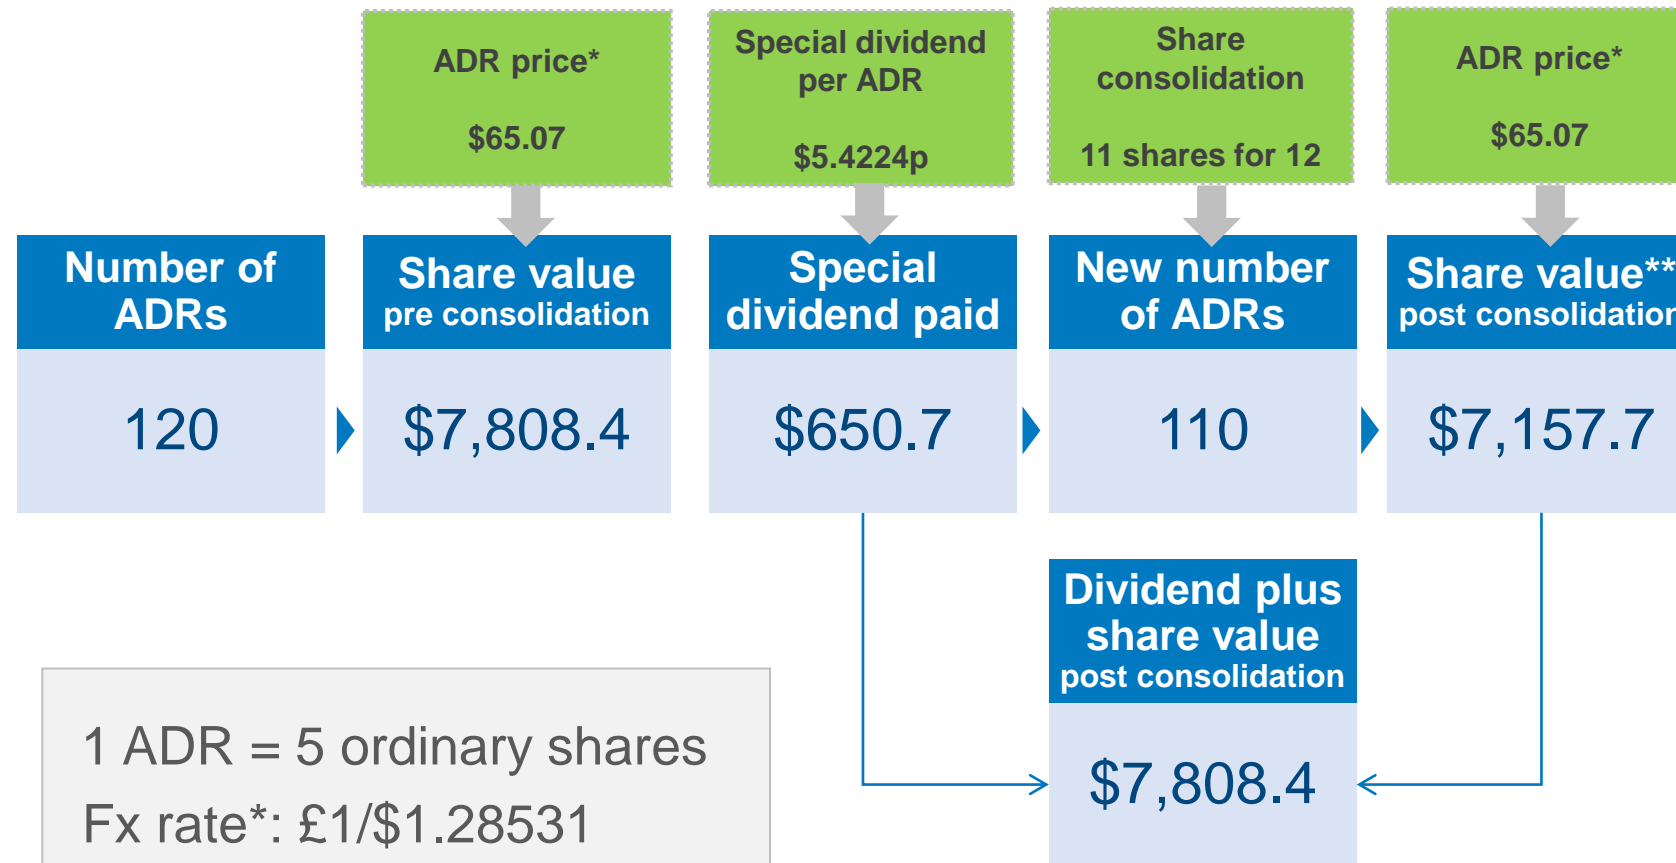 ADR price*
$65.07
Special dividend
per ADR
$5.4224p
Share
consolidation
11 shares for 12
ADR price*
$65.07
Number of
ADRs
120
Share value
pre consolidation
$7,808.4
Special
dividend paid
$650.7
New number
of ADRs
110
Share value**
post consolidation
$7,157.7
Dividend plus
share value
post consolidation
$7,808.4
1 ADR = 5 ordinary shares
Fx rate*: £1/$1.28531